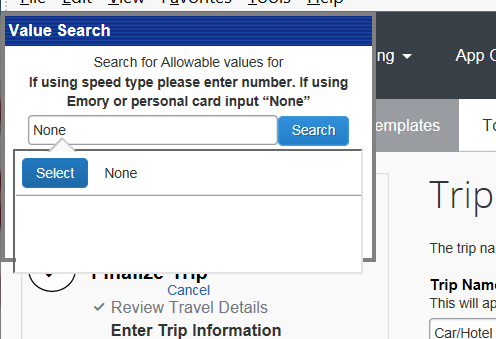 File Edit View Favorites Tools Help
Value Search
Search for Allowable values for
If using speed type please enter number. If using
Emory or personal card input “None”
None
Search
Select
None
ng
App C
emplates
To
Trip
The trip na
Trip Name
This will ap
Car/Hotel
Finalize Trip
Cancel
Review Travel Details
Enter Trip Information